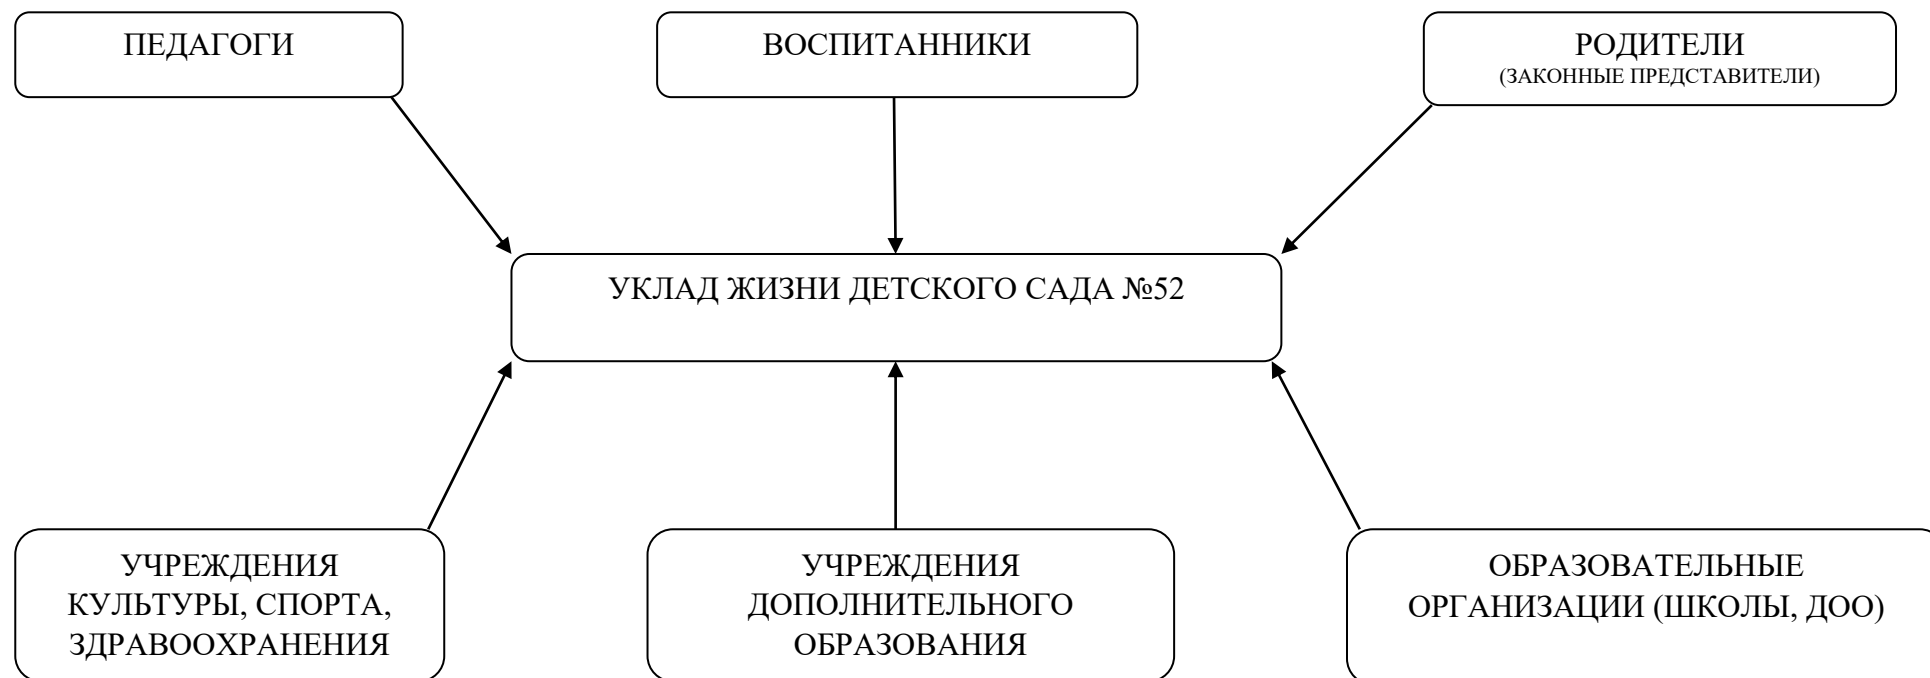 ПЕДАГОГИ
ВОСПИТАННИКИ
РОДИТЕЛИ
(ЗАКОННЫЕ ПРЕДСТАВИТЕЛИ)
УКЛАД ЖИЗНИ ДЕТСКОГО САДА №52
УЧРЕЖДЕНИЯ
КУЛЬТУРЫ, СПОРТА,
ЗДРАВООХРАНЕНИЯ
УЧРЕЖДЕНИЯ
ДОПОЛНИТЕЛЬНОГО
ОБРАЗОВАНИЯ
ОБРАЗОВАТЕЛЬНЫЕ
ОРГАНИЗАЦИИ (ШКОЛЫ, ДОО)